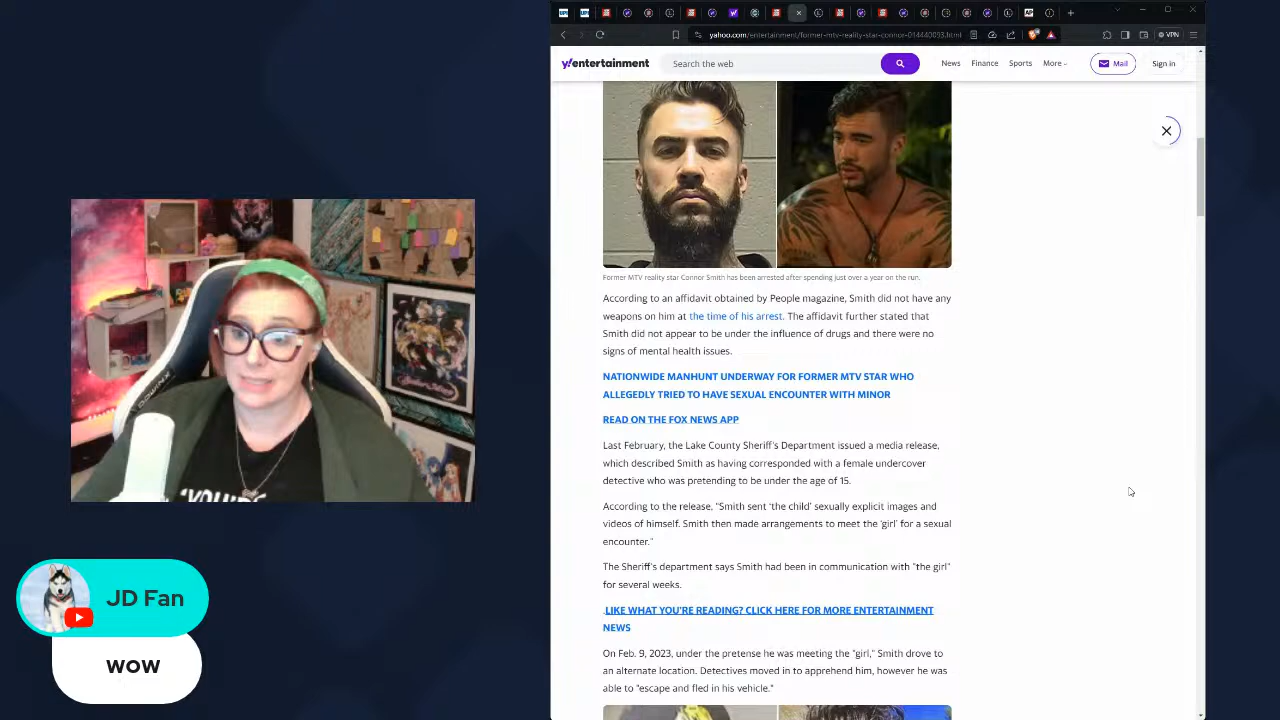 yahoo.com/entertainment/former-mtv-reality-star-connor-014440093.html
VPN
y!entertainment
Search the web
News
Finance
Sports
More
Mail
Sign in
Former MTV reality star Connor Smith has been arrested after spending just over a year on the run.
According to an affidavit obtained by People magazine, Smith did not have any
weapons on him at the time of his arrest. The affidavit further stated that
Smith did not appear to be under the influence of drugs and there were no
signs of mental health issues.
NATIONWIDE MANHUNT UNDERWAY FOR FORMER MTV STAR WHO
ALLEGEDLY TRIED TO HAVE SEXUAL ENCOUNTER WITH MINOR
READ ON THE FOX NEWS APP
Last February, the Lake County Sheriff's Department issued a media release,
which described Smith as having corresponded with a female undercover
detective who was pretending to be under the age of 15.
According to the release, "Smith sent 'the child' sexually explicit images and
videos of himself. Smith then made arrangements to meet the 'girl' for a sexual
encounter."
The Sheriff's department says Smith had been in communication with "the girl"
for several weeks.
LIKE WHAT YOU'RE READING? CLICK HERE FOR MORE ENTERTAINMENT
NEWS
On Feb. 9, 2023, under the pretense he was meeting the "girl," Smith drove to
an alternate location. Detectives moved in to apprehend him, however he was
able to "escape and fled in his vehicle."
JD Fan
wow